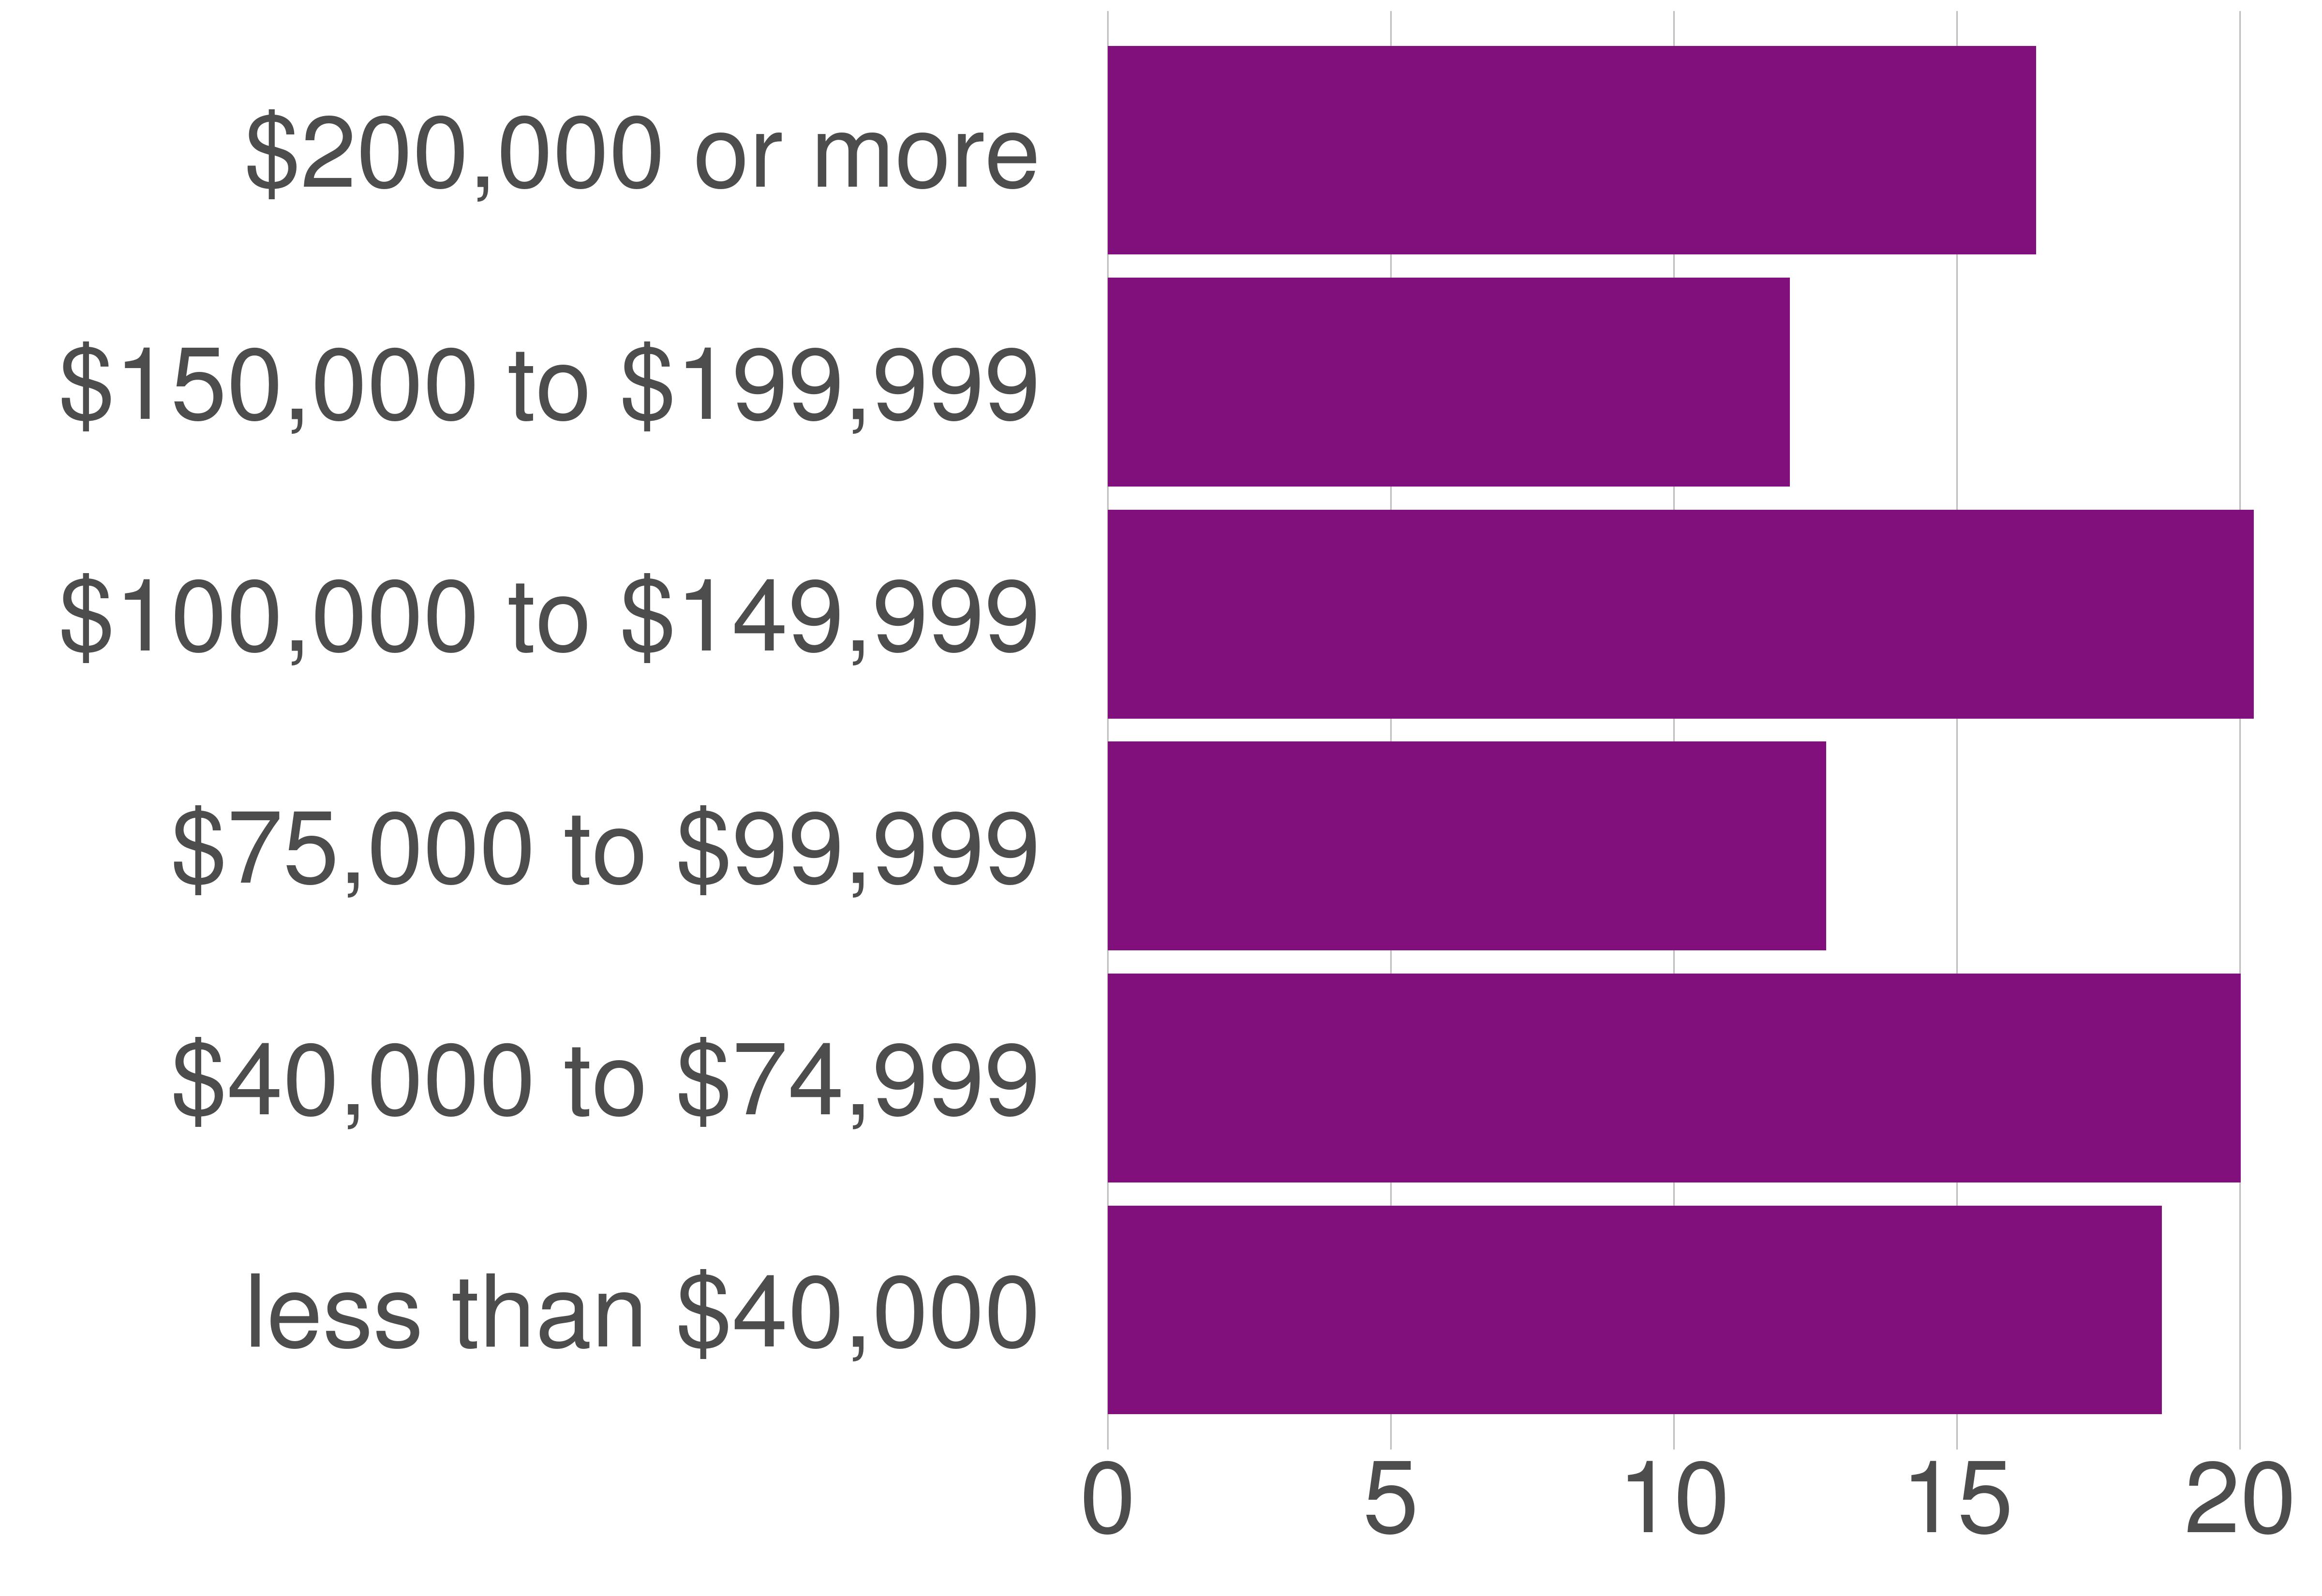 $200,000 or more
$150,000 to $199,999
$100,000 to $149,999
$75,000 to $99,999
$40,000 to $74,999
less than $40,000
0 5 10 15 20